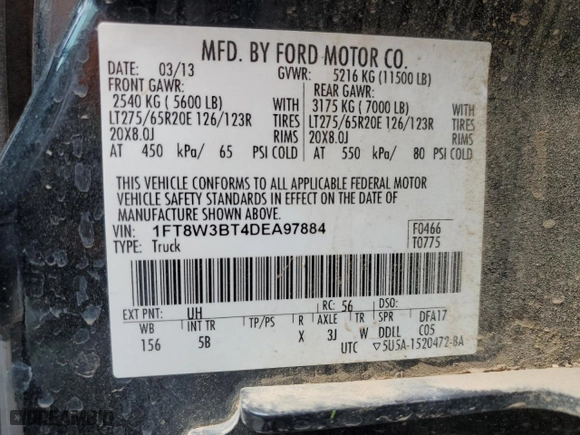 MFD. BY FORD MOTOR CO.
DATE: 03/13 GVWR: 5216 KG (11500 LB)
FRONT GAWR: REAR GAWR:
2540 KG (5600 LB) WITH 3175 KG (7000 LB) WITH
LT275/65R20E 126/123R TIRES LT275/65R20E 126/123R TIRES
20X8.0J RIMS 20X8.0J RIMS
AT 450 kPa/ 65 PSI COLD AT 550 kPa/ 80 PSI COLD
THIS VEHICLE CONFORMS TO ALL APPLICABLE FEDERAL MOTOR
VEHICLE SAFETY STANDARDS IN EFFECT ON THE DATE OF
MANUFACTURE SHOWN ABOVE.
VIN: 1FT8W3BT4DEA97884 F0466
TYPE: Truck T0775
EXT PNT: UH RC: 56 DSO:
WB INT TR TP/PS R AXLE TR SPR DFA17
156 5B X 3J W DDLL C05
UTC ▽5U5A-1520472-BA
DREAMBID